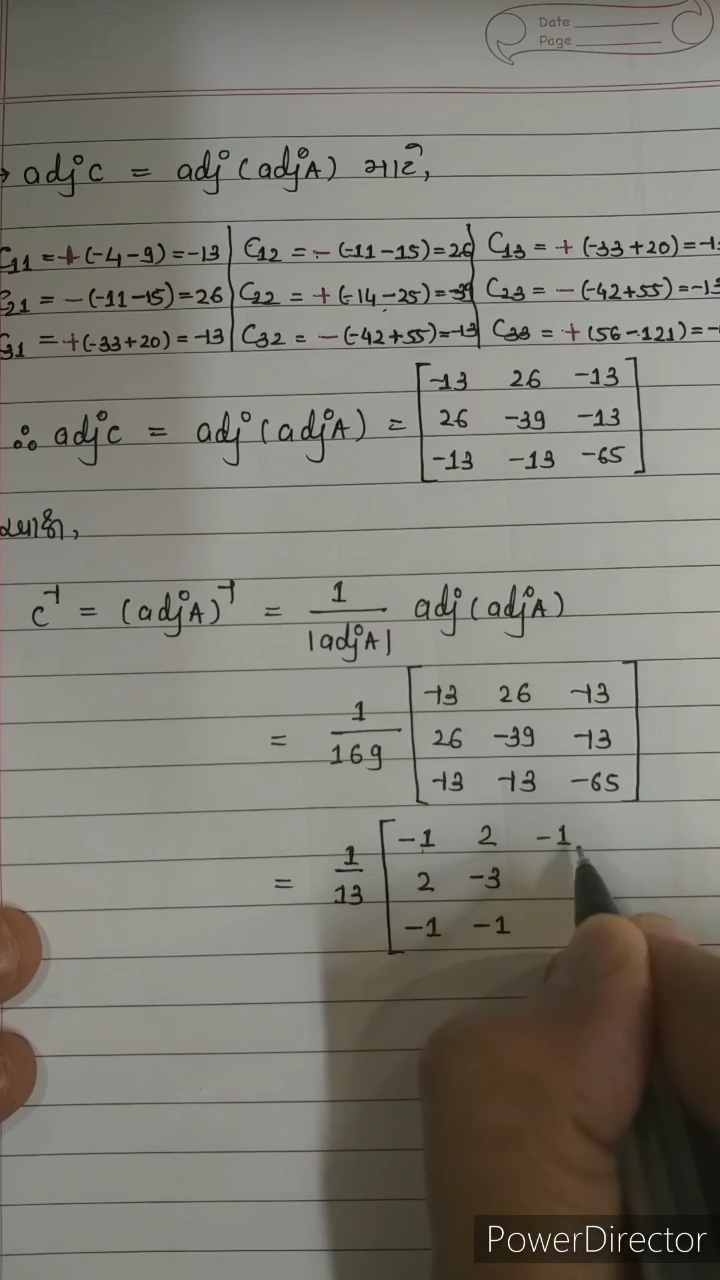 Date
Page
→ adj C = adj (adj A) માટે,
C11 = +(-4-9) = -13 | C12 = -(-11-15) = 26 | C13 = +(-33+20) = -1
C21 = -(-11-15) = 26 | C22 = +(-14-25) = -39 | C23 = -(-42+55) = -13
C31 = +(-33+20) = -13 | C32 = -(-42+55) = -13 | C33 = +(56-121) = -
-13 26 -13
∴ adj C = adj (adj A) = 26 -39 -13
-13 -13 -65
C⁻¹ = (adj A)⁻¹ = 1/|adj A| adj (adj A)
-13 26 -13
= 1/169 26 -39 -13
-13 -13 -65
-1 2 -1
= 1/13 2 -3
-1 -1
PowerDirector